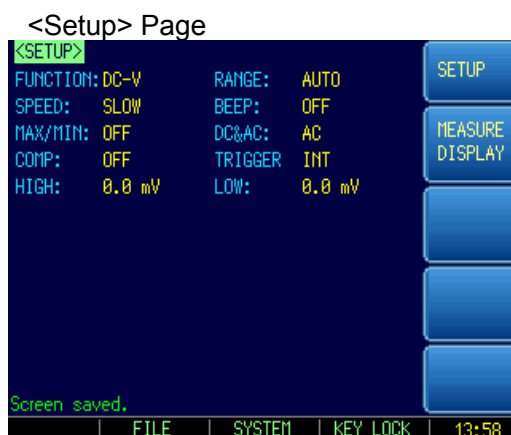 <Setup> Page
<SETUP>
FUNCTION: DC-V RANGE: AUTO
SPEED: SLOW BEEP: OFF
MAX/MIN: OFF DC&AC: AC
COMP: OFF TRIGGER INT
HIGH: 0.0 mV LOW: 0.0 mV
SETUP
MEASURE
DISPLAY
Screen saved.
FILE | SYSTEM | KEY LOCK | 13:58